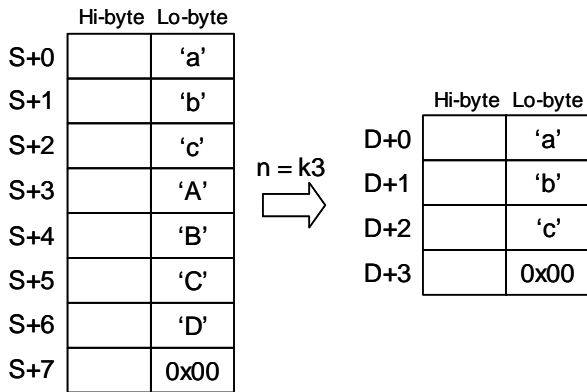 Hi-byte Lo-byte
S+0 ‘a’
S+1 ‘b’
S+2 ‘c’
S+3 ‘A’
S+4 ‘B’
S+5 ‘C’
S+6 ‘D’
S+7 0x00
n = k3
Hi-byte Lo-byte
D+0 ‘a’
D+1 ‘b’
D+2 ‘c’
D+3 0x00